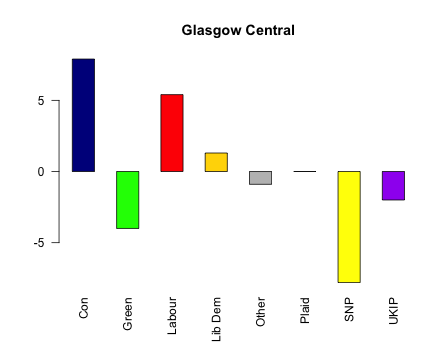 Glasgow Central
5
0
-5
Con
Green
Labour
Lib Dem
Other
Plaid
SNP
UKIP